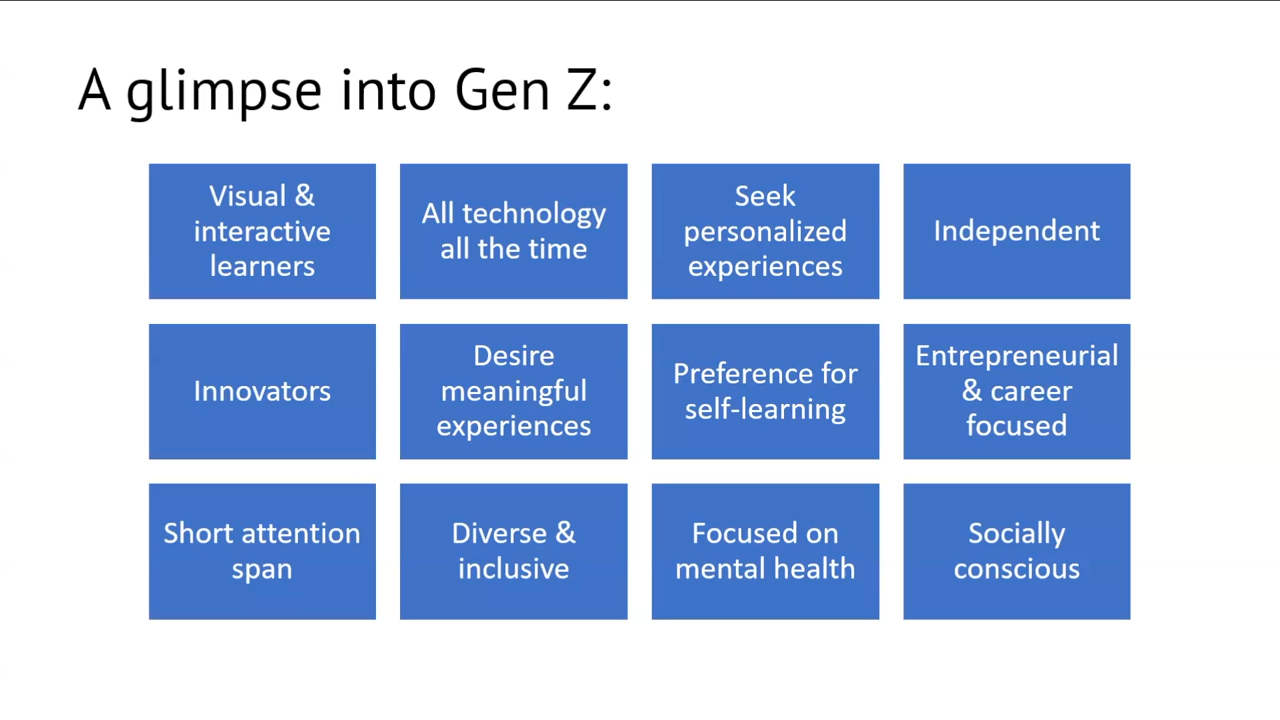 A glimpse into Gen Z:
Visual &
interactive
learners
All technology
all the time
Seek
personalized
experiences
Independent
Innovators
Desire
meaningful
experiences
Preference for
self-learning
Entrepreneurial
& career
focused
Short attention
span
Diverse &
inclusive
Focused on
mental health
Socially
conscious